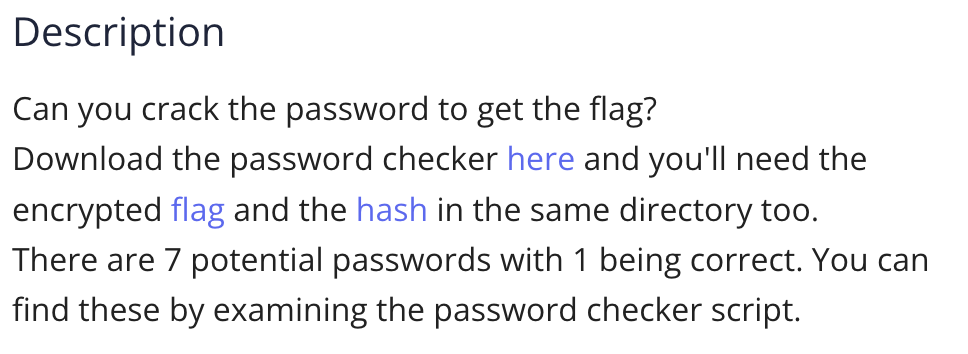 Description
Can you crack the password to get the flag?
Download the password checker here and you'll need the
encrypted flag and the hash in the same directory too.
There are 7 potential passwords with 1 being correct. You can
find these by examining the password checker script.